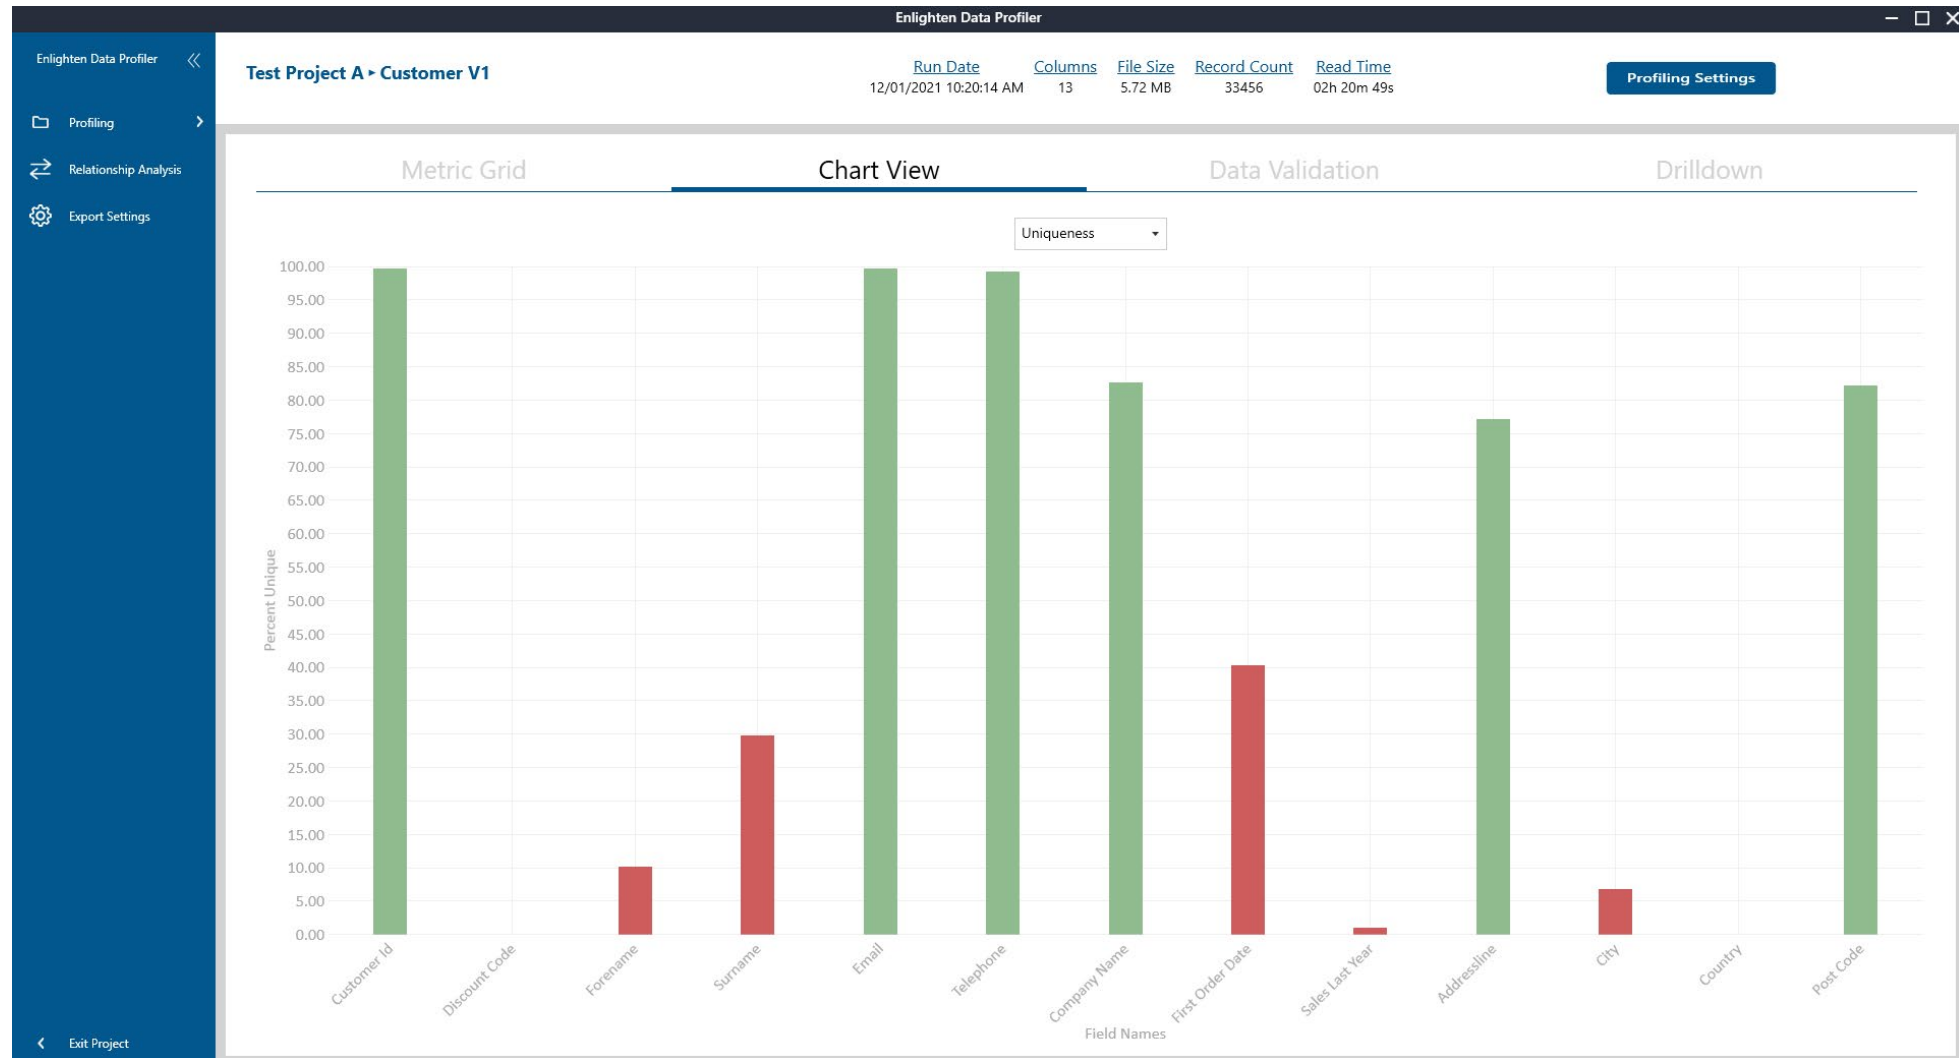 Enlighten Data Profiler
Enlighten Data Profiler
Profiling
Relationship Analysis
Export Settings
Exit Project
Test Project A ▸ Customer V1
Run Date Columns File Size Record Count Read Time
12/01/2021 10:20:14 AM 13 5.72 MB 33456 02h 20m 49s
Profiling Settings
Metric Grid Chart View Data Validation Drilldown
Uniqueness
Percent Unique
100.00
95.00
90.00
85.00
80.00
75.00
70.00
65.00
60.00
55.00
50.00
45.00
40.00
35.00
30.00
25.00
20.00
15.00
10.00
5.00
0.00
Customer Id
Discount Code
Forename
Surname
Email
Telephone
Company Name
First Order Date
Sales Last Year
Addressline
City
Country
Post Code
Field Names